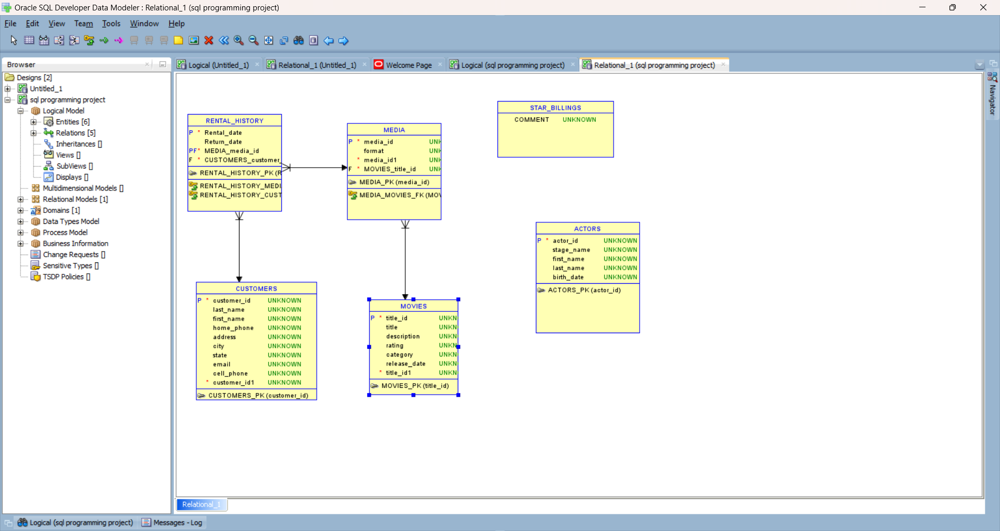 Oracle SQL Developer Data Modeler : Relational_1 (sql programming project)
File Edit View Team Tools Window Help
Browser
Logical (Untitled_1)
Relational_1 (Untitled_1)
Welcome Page
Logical (sql programming project)
Relational_1 (sql programming project)
Navigator
Designs [2]
Untitled_1
sql programming project
Logical Model
Entities [6]
Relations [5]
Inheritances []
Views []
SubViews []
Displays []
Multidimensional Models []
Relational Models [1]
Domains [1]
Data Types Model
Process Model
Business Information
Change Requests []
Sensitive Types []
TSDP Policies []
RENTAL_HISTORY
P * Rental_date
Return_date
PF* MEDIA_media_id
F * CUSTOMERS_customer_
RENTAL_HISTORY_PK (R
RENTAL_HISTORY_MEDI
RENTAL_HISTORY_CUST
MEDIA
P * media_id UNK
format UNK
* media_id1 UNK
F * MOVIES_title_id UNK
MEDIA_PK (media_id)
MEDIA_MOVIES_FK (MOV
STAR_BILLINGS
COMMENT UNKNOWN
ACTORS
P * actor_id UNKNOWN
stage_name UNKNOWN
first_name UNKNOWN
last_name UNKNOWN
birth_date UNKNOWN
ACTORS_PK (actor_id)
CUSTOMERS
P * customer_id UNKNOWN
last_name UNKNOWN
first_name UNKNOWN
home_phone UNKNOWN
address UNKNOWN
city UNKNOWN
state UNKNOWN
email UNKNOWN
cell_phone UNKNOWN
* customer_id1 UNKNOWN
CUSTOMERS_PK (customer_id)
MOVIES
P * title_id UNKN
title UNKN
description UNKN
rating UNKN
category UNKN
release_date UNKN
* title_id1 UNKN
MOVIES_PK (title_id)
Relational_1
Logical (sql programming project)
Messages - Log